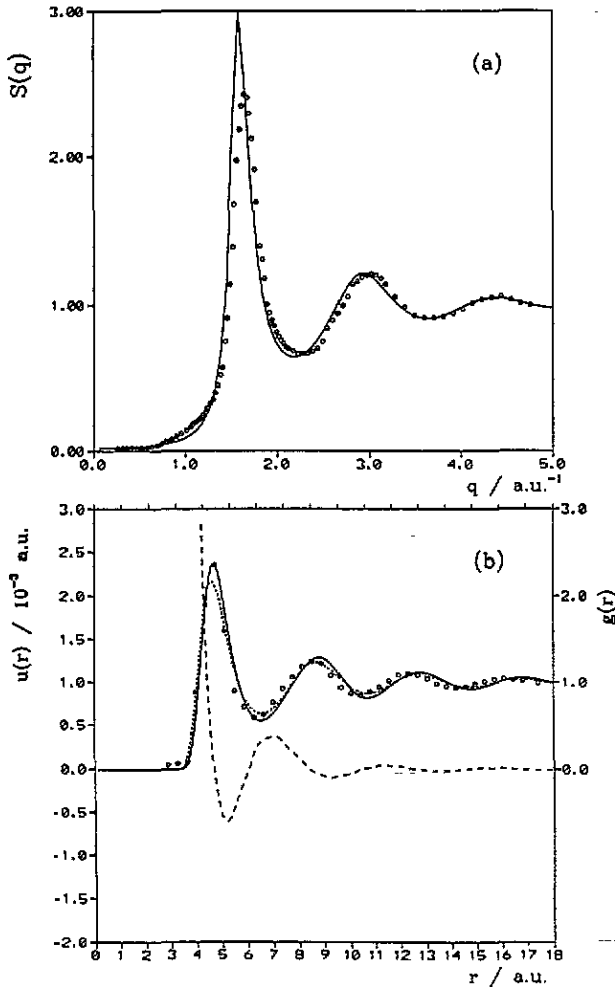 3.00
S(q)
(a)
2.00
1.00
0.00
0.0 1.0 2.0 3.0 4.0 5.0
q / a.u.⁻¹
3.0 3.0
2.5 (b)
u(r) / 10⁻³ a.u.
g(r)
2.0 2.0
1.5
1.0 1.0
0.5
0.0 0.0
-0.5
-1.0
-1.5
-2.0
0 1 2 3 4 5 6 7 8 9 10 11 12 13 14 15 16 17 18
r / a.u.